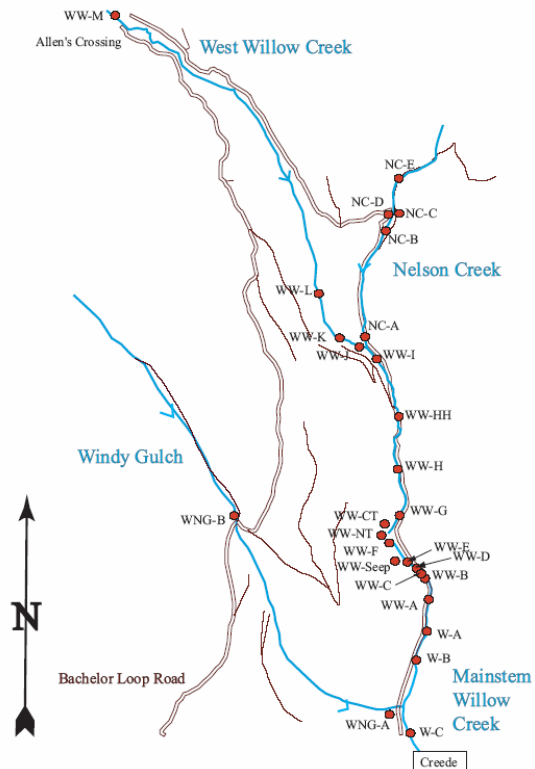 WW-M
Allen's Crossing
West Willow Creek
NC-E
NC-D
NC-C
NC-B
Nelson Creek
WW-L
NC-A
WW-K
WW-J
WW-I
WW-HH
Windy Gulch
WW-H
WW-G
WW-CT
WNG-B
WW-NT
WW-F
WW-E
WW-D
WW-Seep
WW-B
WW-C
WW-A
W-A
W-B
N
Bachelor Loop Road
Mainstem
Willow
Creek
WNG-A
W-C
Creede